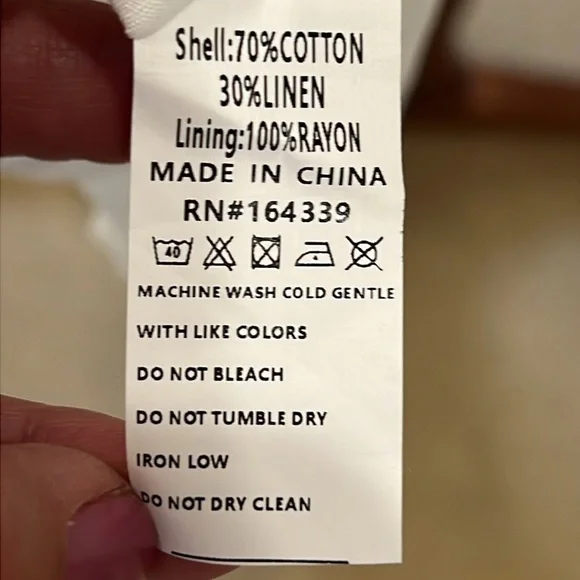 Shell:70%COTTON
30%LINEN
Lining:100%RAYON
MADE IN CHINA
RN#164339
40
MACHINE WASH COLD GENTLE
WITH LIKE COLORS
DO NOT BLEACH
DO NOT TUMBLE DRY
IRON LOW
DO NOT DRY CLEAN